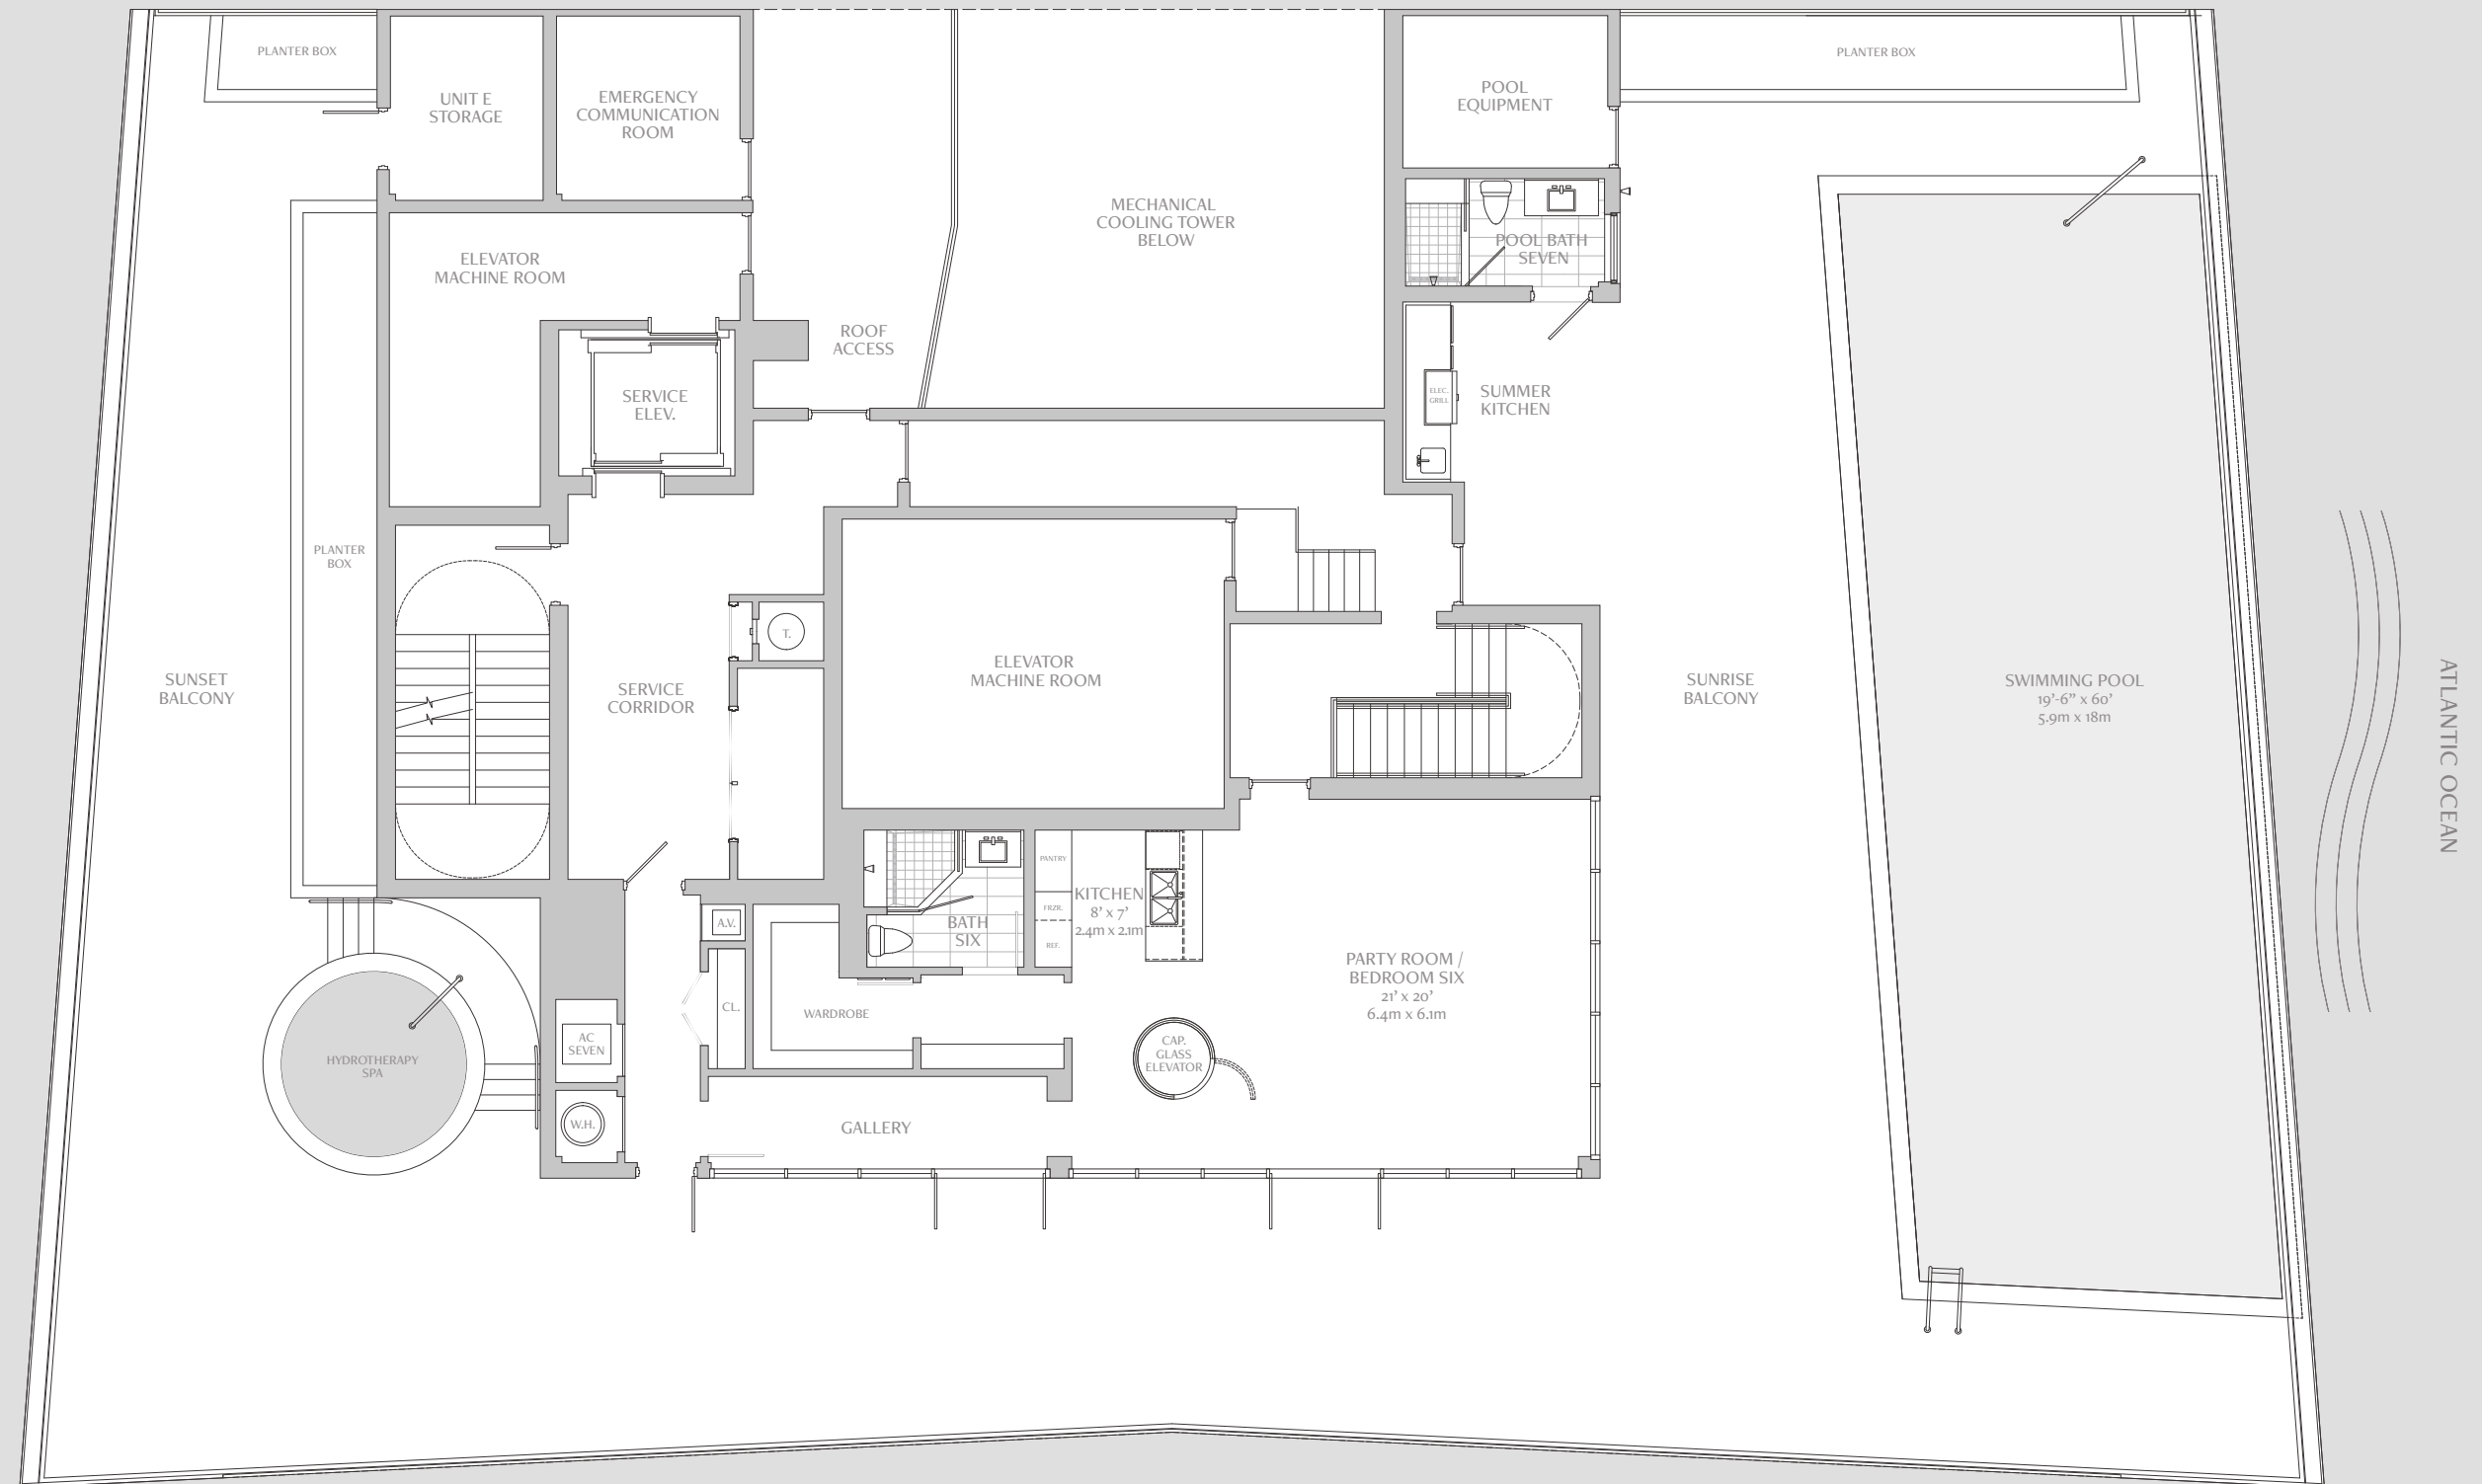 PLANTER BOX
UNIT E
STORAGE
EMERGENCY
COMMUNICATION
ROOM
POOL
EQUIPMENT
PLANTER BOX
MECHANICAL
COOLING TOWER
BELOW
POOL BATH
SEVEN
ELEVATOR
MACHINE ROOM
ROOF
ACCESS
SERVICE
ELEV.
ELEC.
GRILL
SUMMER
KITCHEN
PLANTER
BOX
T.
SUNSET
BALCONY
SERVICE
CORRIDOR
ELEVATOR
MACHINE ROOM
SUNRISE
BALCONY
SWIMMING POOL
19'-6" x 60'
5.9m x 18m
ATLANTIC OCEAN
PANTRY
FRZR.
REF.
KITCHEN
8' x 7'
2.4m x 2.1m
A.V.
BATH
SIX
PARTY ROOM /
BEDROOM SIX
21' x 20'
6.4m x 6.1m
CL.
WARDROBE
AC
SEVEN
CAP.
GLASS
ELEVATOR
HYDROTHERAPY
SPA
W.H.
GALLERY